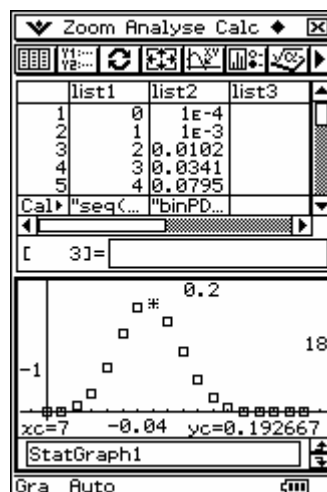 Zoom Analyse Calc
list1 list2 list3
1 0 1E-4
2 1 1E-3
3 2 0.0102
4 3 0.0341
5 4 0.0795
Cal "seq(... "binPD...
[ 3]=
0.2
18
-1
xc=7 -0.04 yc=0.192667
StatGraph1
Gra Auto